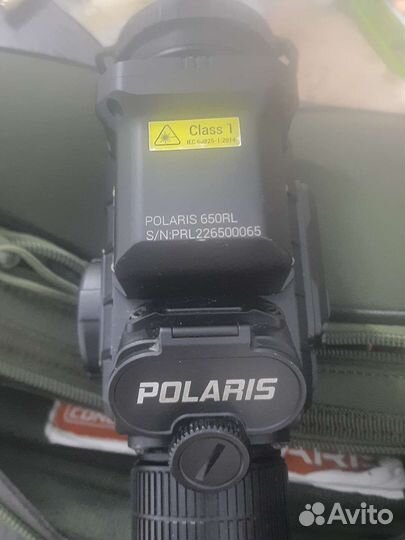 Class 1
IEC 60825-1:2014
POLARIS 650RL
S/N:PRL226500065
POLARIS
Avito